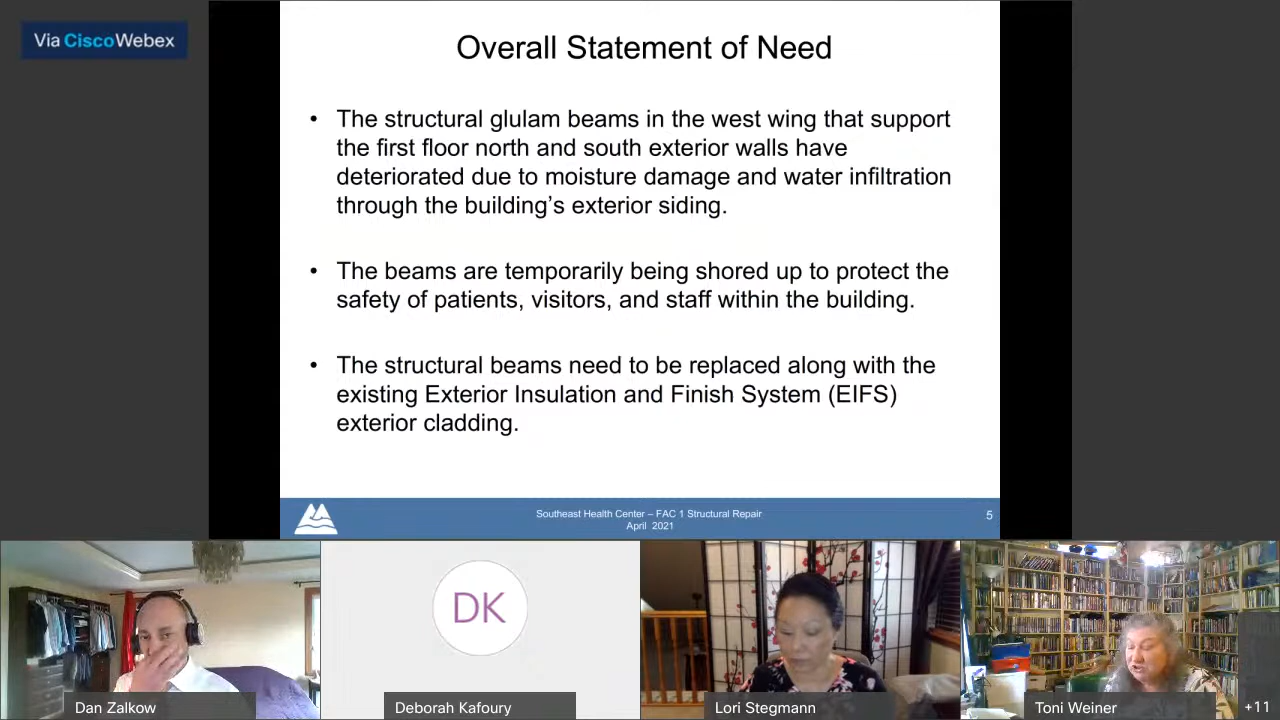 Via Cisco Webex
Overall Statement of Need
• The structural glulam beams in the west wing that support
the first floor north and south exterior walls have
deteriorated due to moisture damage and water infiltration
through the building’s exterior siding.
• The beams are temporarily being shored up to protect the
safety of patients, visitors, and staff within the building.
• The structural beams need to be replaced along with the
existing Exterior Insulation and Finish System (EIFS)
exterior cladding.
Southeast Health Center – FAC 1 Structural Repair
April 2021
5
DK
Dan Zalkow
Deborah Kafoury
Lori Stegmann
Toni Weiner
+11